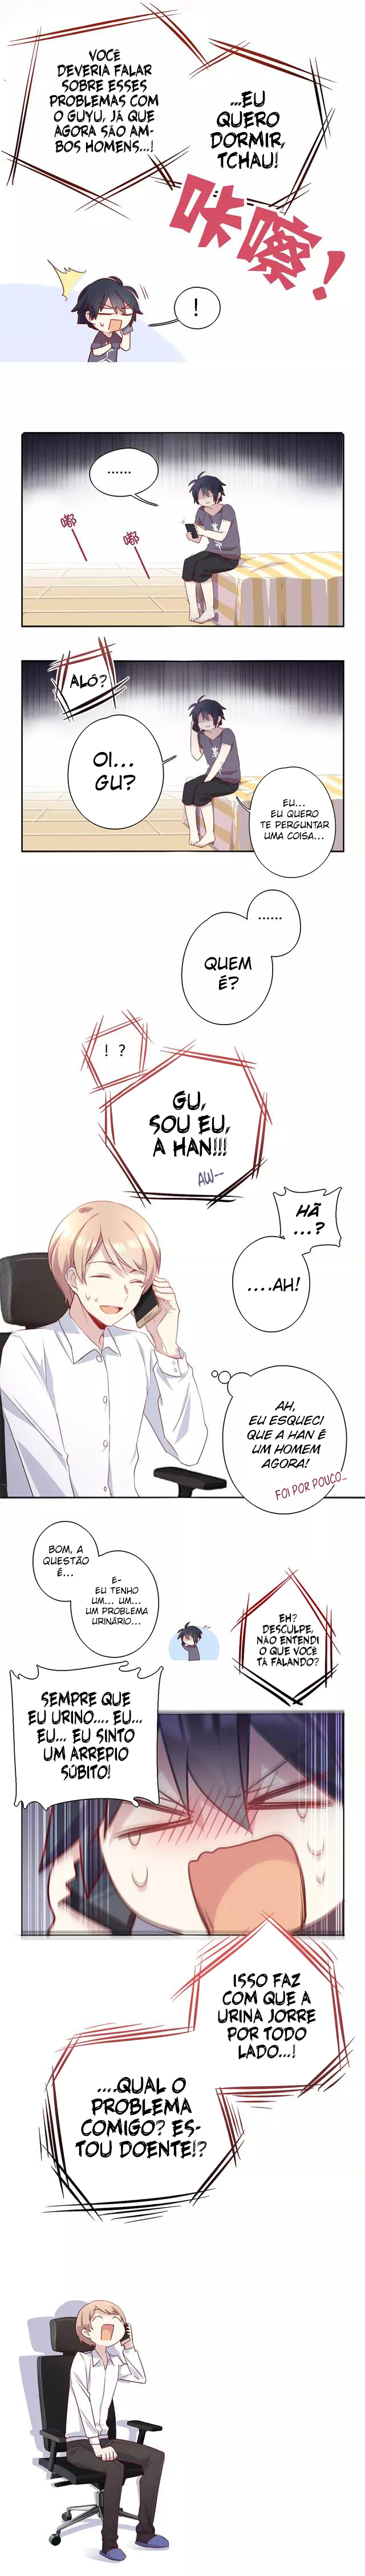 VOCÊ
DEVERIA FALAR
SOBRE ESSES
PROBLEMAS COM
O GUYU, JÁ QUE
AGORA SÃO AM-
BOS HOMENS...!
...EU
QUERO
DORMIR,
TCHAU!
咔嚓!
!
......
嘟
嘟
ALÔ?
OI...
GU?
EU...
EU QUERO
TE PERGUNTAR
UMA COISA...
......
QUEM
É?
! ?
GU,
SOU EU,
A HAN!!!
AW--
HÃ
...?
....AH!
AH,
EU ESQUECI
QUE A HAN É
UM HOMEM
AGORA!
FOI POR POUCO_
BOM, A
QUESTÃO
É...
E-
EU TENHO
UM... UM...
UM PROBLEMA
URINÁRIO...
EH?
DESCULPE,
NÃO ENTENDI
O QUE VOCÊ
TÁ FALANDO?
SEMPRE QUE
EU URINO.... EU...
EU... EU SINTO
UM ARREPIO
SÚBITO!
ISSO FAZ
COM QUE A
URINA JORRE
POR TODO
LADO...!
....QUAL O
PROBLEMA
COMIGO? ES-
TOU DOENTE!?